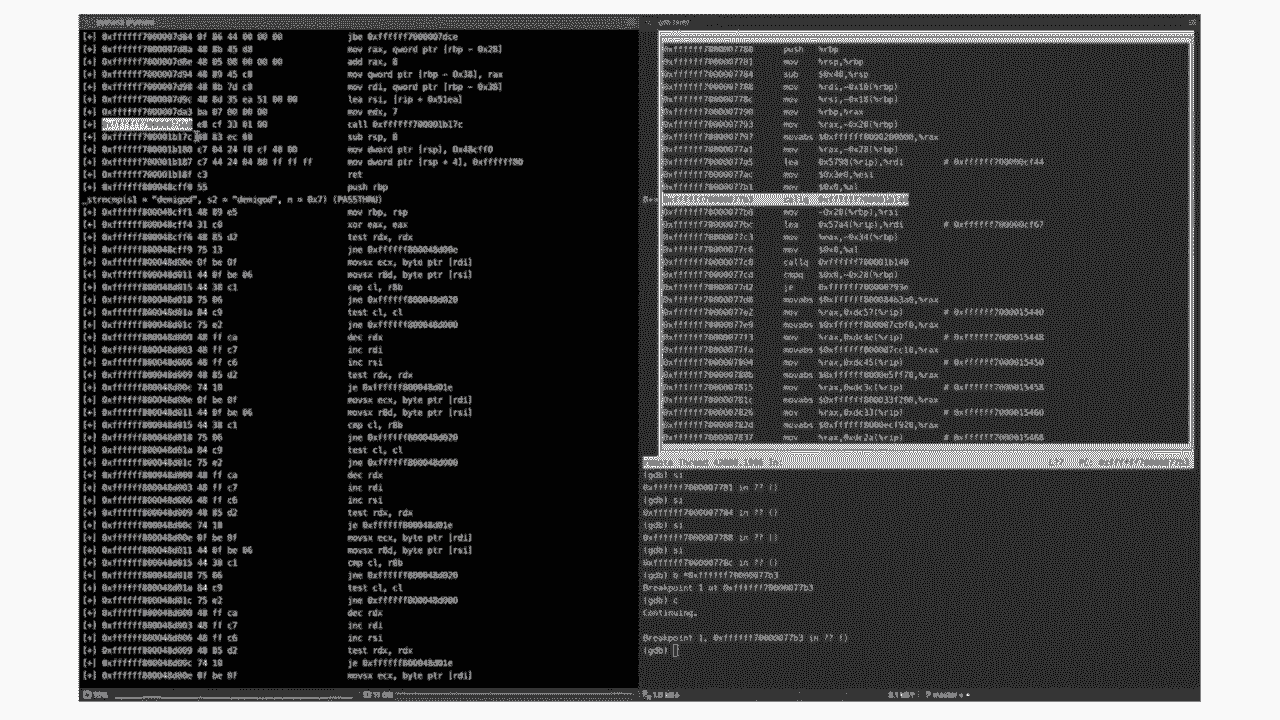 [+] 0xffffff7000007d84 0f 86 44 00 00 00 jbe 0xffffff7000007dce
[+] 0xffffff7000007d8a 48 8b 45 d8 mov rax, qword ptr [rbp - 0x28]
[+] 0xffffff7000007d8e 48 05 08 00 00 00 add rax, 8
[+] 0xffffff7000007d94 48 89 45 c8 mov qword ptr [rbp - 0x38], rax
[+] 0xffffff7000007d98 48 8b 7d c8 mov rdi, qword ptr [rbp - 0x38]
[+] 0xffffff7000007d9c 48 8d 35 ea 51 00 00 lea rsi, [rip + 0x51ea]
[+] 0xffffff7000007da3 ba 07 00 00 00 mov edx, 7
[+] e8 cf 33 01 00 call 0xffffff700001b17c
[+] 0xffffff700001b17c 48 83 ec 08 sub rsp, 8
[+] 0xffffff700001b180 c7 04 24 f0 cf 48 00 mov dword ptr [rsp], 0x48cff0
[+] 0xffffff700001b187 c7 44 24 04 80 ff ff ff mov dword ptr [rsp + 4], 0xffffff80
[+] 0xffffff700001b18f c3 ret
[+] 0xffffff800048cff0 55 push rbp
_strncmp(s1 = "demigod", s2 = "demigod", n = 0x7) (PASSTHRU)
[+] 0xffffff800048cff1 48 89 e5 mov rbp, rsp
[+] 0xffffff800048cff4 31 c0 xor eax, eax
[+] 0xffffff800048cff6 48 85 d2 test rdx, rdx
[+] 0xffffff800048cff9 75 13 jne 0xffffff800048d00e
[+] 0xffffff800048d00e 0f be 0f movsx ecx, byte ptr [rdi]
[+] 0xffffff800048d011 44 0f be 06 movsx r8d, byte ptr [rsi]
[+] 0xffffff800048d015 44 38 c1 cmp cl, r8b
[+] 0xffffff800048d018 75 06 jne 0xffffff800048d020
[+] 0xffffff800048d01a 84 c9 test cl, cl
[+] 0xffffff800048d01c 75 e2 jne 0xffffff800048d000
[+] 0xffffff800048d000 48 ff ca dec rdx
[+] 0xffffff800048d003 48 ff c7 inc rdi
[+] 0xffffff800048d006 48 ff c6 inc rsi
[+] 0xffffff800048d009 48 85 d2 test rdx, rdx
[+] 0xffffff800048d00c 74 10 je 0xffffff800048d01e
[+] 0xffffff800048d00e 0f be 0f movsx ecx, byte ptr [rdi]
[+] 0xffffff800048d011 44 0f be 06 movsx r8d, byte ptr [rsi]
[+] 0xffffff800048d015 44 38 c1 cmp cl, r8b
[+] 0xffffff800048d018 75 06 jne 0xffffff800048d020
[+] 0xffffff800048d01a 84 c9 test cl, cl
[+] 0xffffff800048d01c 75 e2 jne 0xffffff800048d000
[+] 0xffffff800048d000 48 ff ca dec rdx
[+] 0xffffff800048d003 48 ff c7 inc rdi
[+] 0xffffff800048d006 48 ff c6 inc rsi
[+] 0xffffff800048d009 48 85 d2 test rdx, rdx
[+] 0xffffff800048d00c 74 10 je 0xffffff800048d01e
[+] 0xffffff800048d00e 0f be 0f movsx ecx, byte ptr [rdi]
[+] 0xffffff800048d011 44 0f be 06 movsx r8d, byte ptr [rsi]
[+] 0xffffff800048d015 44 38 c1 cmp cl, r8b
[+] 0xffffff800048d018 75 06 jne 0xffffff800048d020
[+] 0xffffff800048d01a 84 c9 test cl, cl
[+] 0xffffff800048d01c 75 e2 jne 0xffffff800048d000
[+] 0xffffff800048d000 48 ff ca dec rdx
[+] 0xffffff800048d003 48 ff c7 inc rdi
[+] 0xffffff800048d006 48 ff c6 inc rsi
[+] 0xffffff800048d009 48 85 d2 test rdx, rdx
[+] 0xffffff800048d00c 74 10 je 0xffffff800048d01e
[+] 0xffffff800048d00e 0f be 0f movsx ecx, byte ptr [rdi]
0xffffff7000007780 push %rbp
0xffffff7000007781 mov %rsp,%rbp
0xffffff7000007784 sub $0x40,%rsp
0xffffff7000007788 mov %rdi,-0x10(%rbp)
mov %rsi,-0x18(%rbp)
mov %rbp,%rax
0xffffff7000007793 mov %rax,-0x20(%rbp)
0xffffff7000007797
0xffffff70000077a1 mov %rax,-0x28(%rbp)
0xffffff70000077a5 lea 0x5798(%rip),%rdi # 0xffffff700000cf44
0xffffff70000077ac mov $0x3e0,%esi
0xffffff70000077b1 mov $0x0,%al
0xffffff70000077b8 mov -0x28(%rbp),%rsi
0xffffff70000077bc lea 0x57a4(%rip),%rdi # 0xffffff700000cf67
0xffffff70000077c3 mov %eax,-0x34(%rbp)
0xffffff70000077c6 mov $0x0,%al
0xffffff70000077c8 callq 0xffffff700001b140
0xffffff70000077cd cmpq $0x0,-0x28(%rbp)
0xffffff70000077d2 je 0xffffff700000793e
0xffffff70000077d8 movabs
0xffffff70000077e2 mov %rax,0xdc57(%rip) # 0xffffff7000015440
0xffffff70000077e9 movabs
mov %rax,0xdc4e(%rip) # 0xffffff7000015448
0xffffff70000077fa movabs
0xffffff7000007804 mov %rax,0xdc45(%rip) # 0xffffff7000015450
0xffffff700000780b movabs
0xffffff7000007815 mov %rax,0xdc3c(%rip) # 0xffffff7000015458
0xffffff700000781c movabs
0xffffff7000007826 mov %rax,0xdc33(%rip) # 0xffffff7000015460
0xffffff700000782d movabs
0xffffff7000007837 mov %rax,0xdc2a(%rip) # 0xffffff7000015468
(gdb) si
0xffffff7000007781 in ?? ()
(gdb) si
0xffffff7000007784 in ?? ()
(gdb) si
0xffffff7000007788 in ?? ()
(gdb) si
0xffffff700000778c in ?? ()
(gdb) b *0xffffff70000077b3
Breakpoint 1 at 0xffffff70000077b3
(gdb) c
Continuing.
Breakpoint 1, 0xffffff70000077b3 in ?? ()
(gdb)